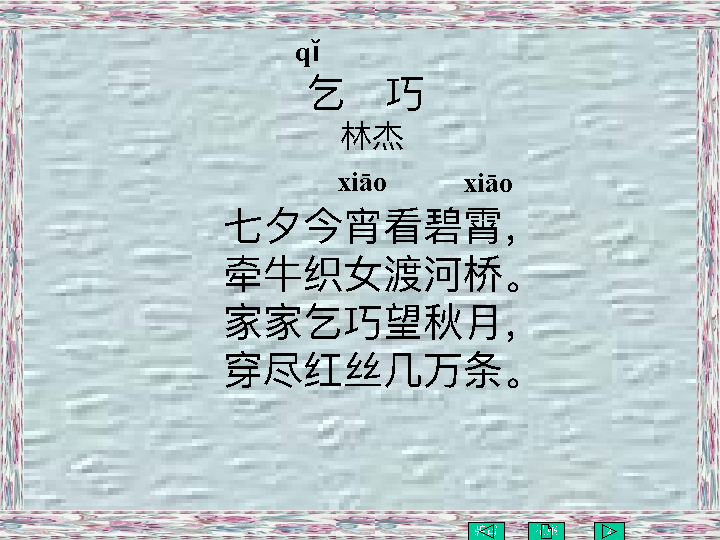 qǐ
乞 巧
林杰
xiāo xiāo
七夕今宵看碧霄，
牵牛织女渡河桥。
家家乞巧望秋月，
穿尽红丝几万条。